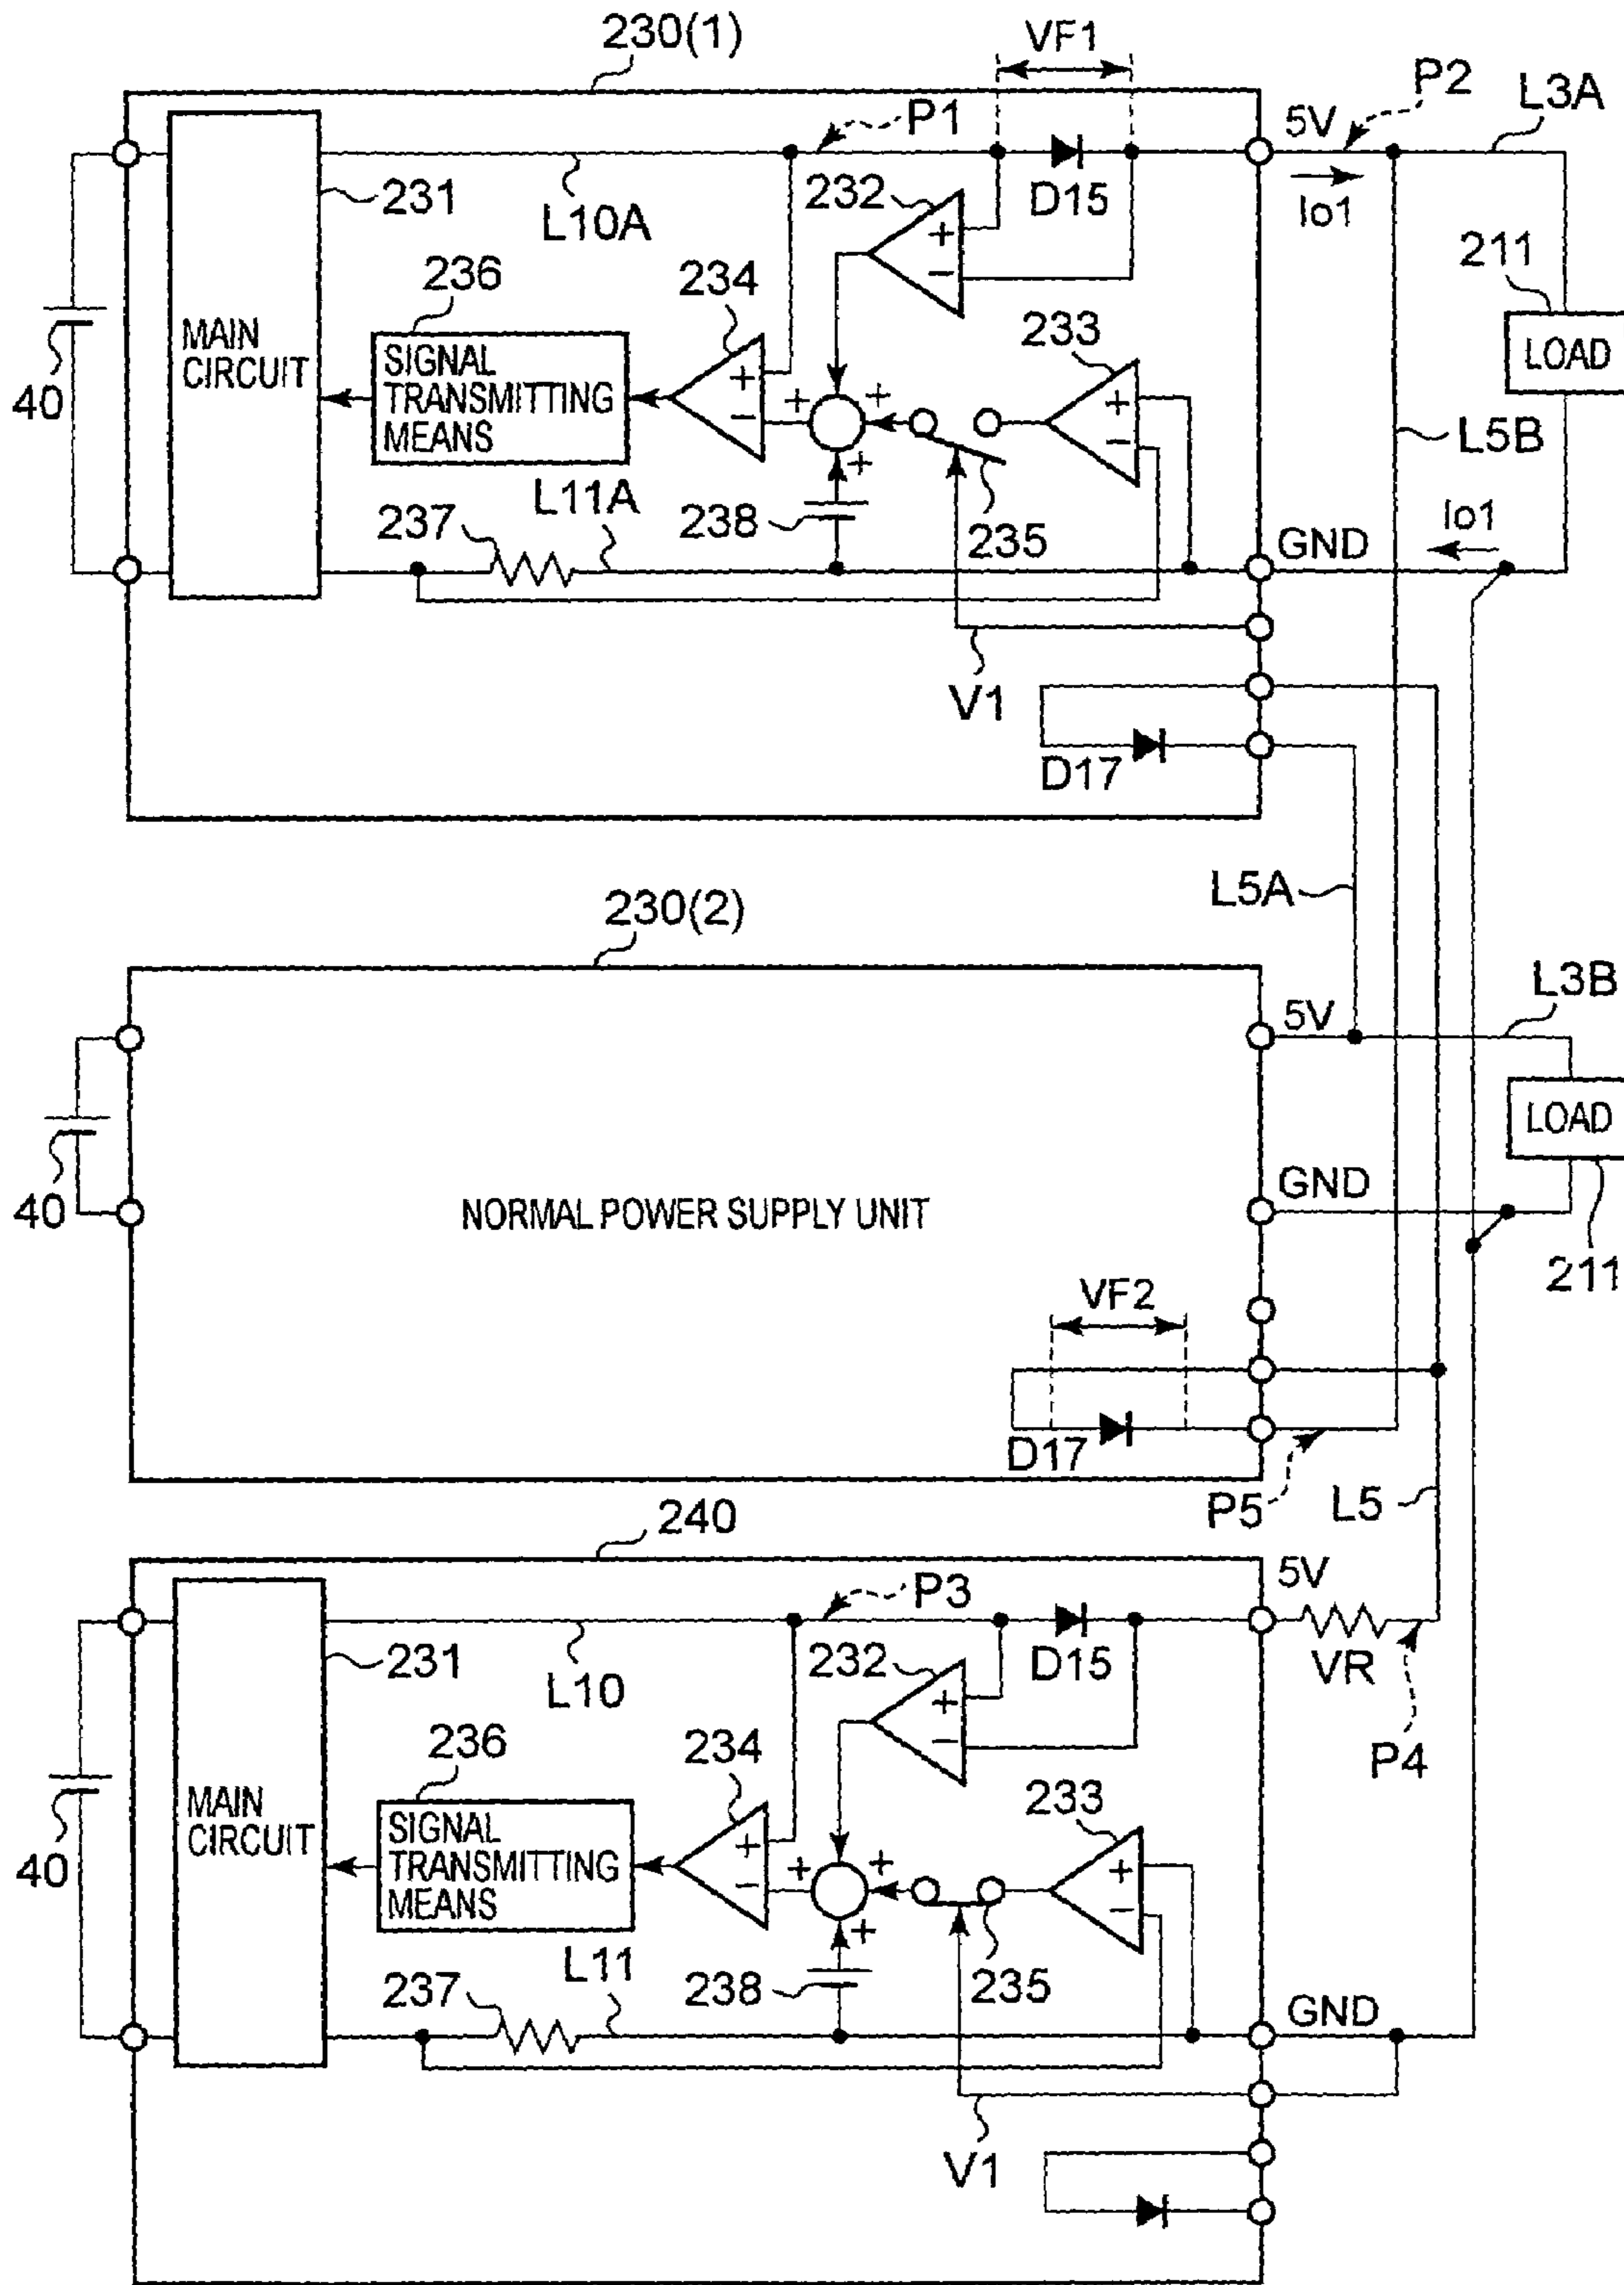 230(1)
VF1
P1
5V
P2
L3A
231
L10A
232
+
−
D15
Io1
211
LOAD
236
234
233
MAIN
CIRCUIT
SIGNAL
TRANSMITTING
MEANS
+
−
+
+
+
−
40
L5B
237
L11A
238
+
235
GND
Io1
V1
D17
L5A
230(2)
5V
L3B
LOAD
40
NORMAL POWER SUPPLY UNIT
GND
211
VF2
D17
P5
L5
240
5V
P3
231
L10
232
+
−
D15
VR
P4
236
234
233
MAIN
CIRCUIT
SIGNAL
TRANSMITTING
MEANS
+
−
+
+
+
−
40
237
L11
238
+
235
GND
V1